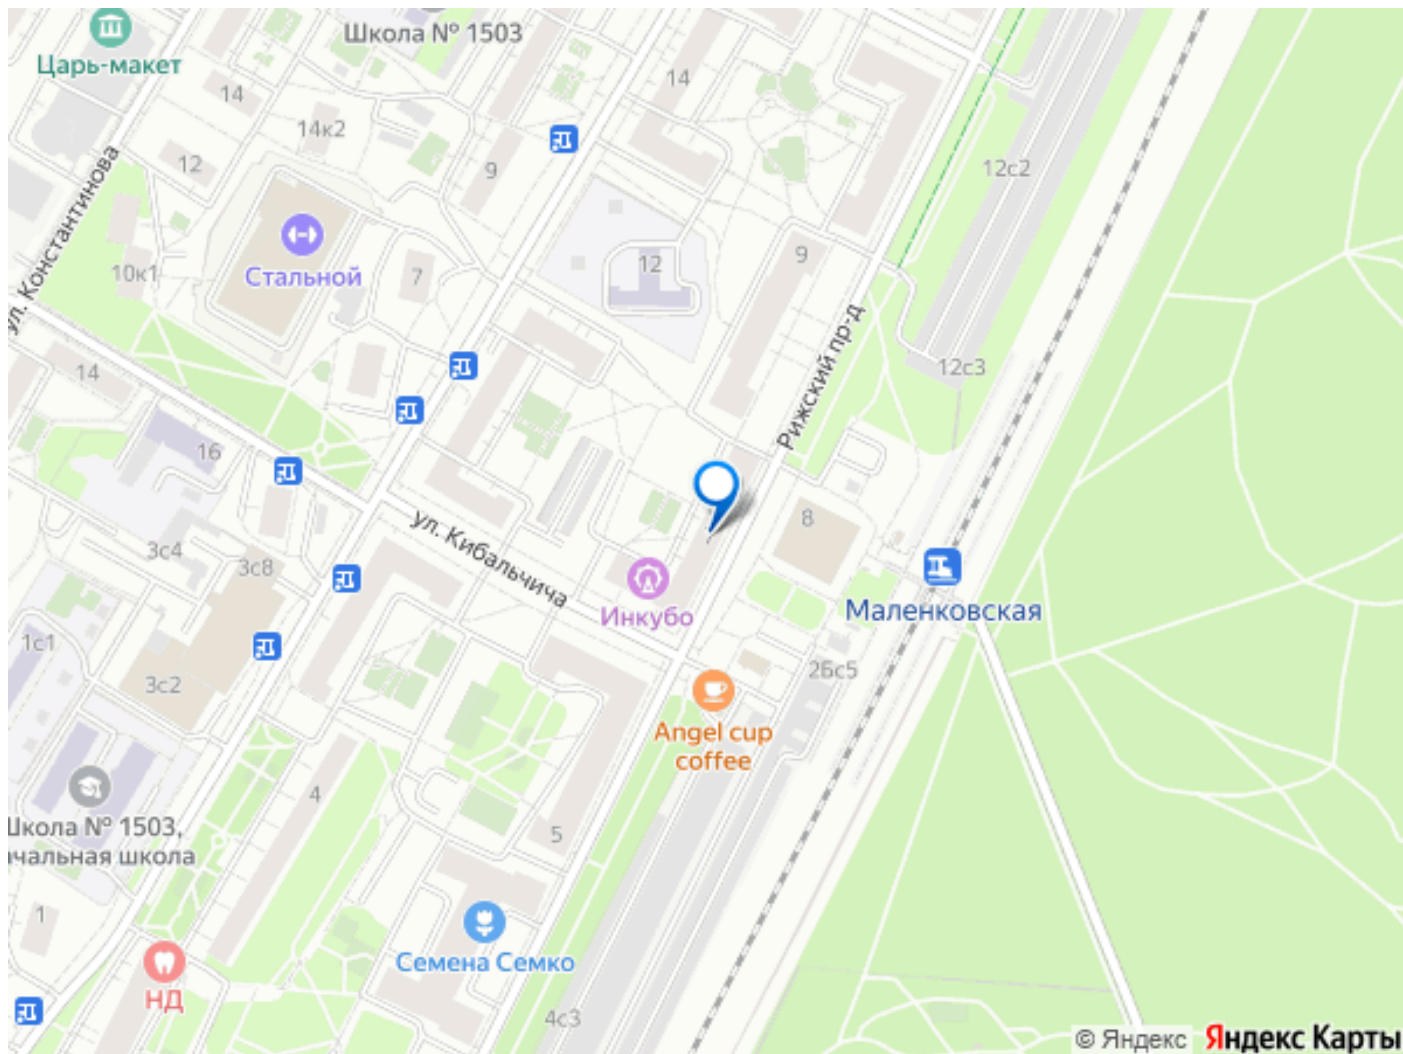 Школа № 1503
Царь-макет
14
14
14к2
12
9
12с2
ул. Константинова
Стальной
10к1
7
12
9
Рижский пр-д
12с3
14
16
ул. Кибальчича
8
3с4
3с8
Инкубо
Маленковская
1с1
3с2
26с5
Angel cup
coffee
4
5
Школа № 1503,
начальная школа
1
Семена Семко
НД
4с3
© Яндекс Яндекс Карты